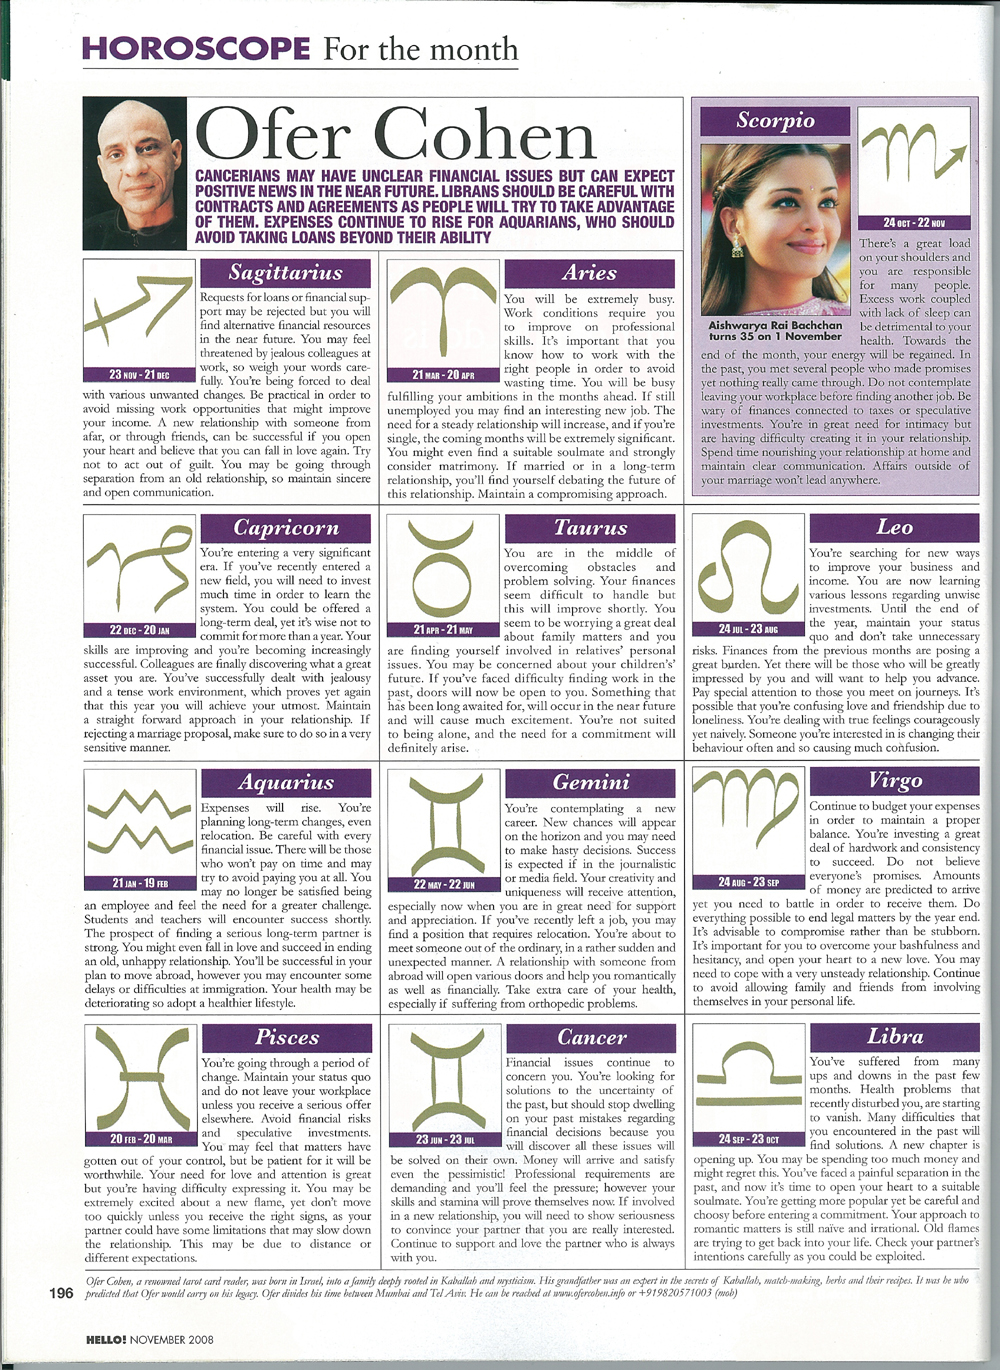 HOROSCOPE For the month
Ofer Cohen
CANCERIANS MAY HAVE UNCLEAR FINANCIAL ISSUES BUT CAN EXPECT
POSITIVE NEWS IN THE NEAR FUTURE. LIBRANS SHOULD BE CAREFUL WITH
CONTRACTS AND AGREEMENTS AS PEOPLE WILL TRY TO TAKE ADVANTAGE
OF THEM. EXPENSES CONTINUE TO RISE FOR AQUARIANS, WHO SHOULD
AVOID TAKING LOANS BEYOND THEIR ABILITY
Scorpio
24 OCT - 22 NOV
Aishwarya Rai Bachchan
turns 35 on 1 November
There's a great load
on your shoulders and
you are responsible
for many people.
Excess work coupled
with lack of sleep can
be detrimental to your
health. Towards the
end of the month, your energy will be regained. In
the past, you met several people who made promises
yet nothing really came through. Do not contemplate
leaving your workplace before finding another job. Be
wary of finances connected to taxes or speculative
investments. You're in great need for intimacy but
are having difficulty creating it in your relationship.
Spend time nourishing your relationship at home and
maintain clear communication. Affairs outside of
your marriage won't lead anywhere.
Sagittarius
23 NOV - 21 DEC
Requests for loans or financial sup-
port may be rejected but you will
find alternative financial resources
in the near future. You may feel
threatened by jealous colleagues at
work, so weigh your words care-
fully. You're being forced to deal
with various unwanted changes. Be practical in order to
avoid missing work opportunities that might improve
your income. A new relationship with someone from
afar, or through friends, can be successful if you open
your heart and believe that you can fall in love again. Try
not to act out of guilt. You may be going through
separation from an old relationship, so maintain sincere
and open communication.
Aries
21 MAR - 20 APR
You will be extremely busy.
Work conditions require you
to improve on professional
skills. It's important that you
know how to work with the
right people in order to avoid
wasting time. You will be busy
fulfilling your ambitions in the months ahead. If still
unemployed you may find an interesting new job. The
need for a steady relationship will increase, and if you're
single, the coming months will be extremely significant.
You might even find a suitable soulmate and strongly
consider matrimony. If married or in a long-term
relationship, you'll find yourself debating the future of
this relationship. Maintain a compromising approach.
Capricorn
22 DEC - 20 JAN
You're entering a very significant
era. If you've recently entered a
new field, you will need to invest
much time in order to learn the
system. You could be offered a
long-term deal, yet it's wise not to
commit for more than a year. Your
skills are improving and you're becoming increasingly
successful. Colleagues are finally discovering what a great
asset you are. You've successfully dealt with jealousy
and a tense work environment, which proves yet again
that this year you will achieve your utmost. Maintain
a straight forward approach in your relationship. If
rejecting a marriage proposal, make sure to do so in a very
sensitive manner.
Taurus
21 APR - 21 MAY
You are in the middle of
overcoming obstacles and
problem solving. Your finances
seem difficult to handle but
this will improve shortly. You
seem to be worrying a great deal
about family matters and you
are finding yourself involved in relatives' personal
issues. You may be concerned about your children's
future. If you've faced difficulty finding work in the
past, doors will now be open to you. Something that
has been long awaited for, will occur in the near future
and will cause much excitement. You're not suited
to being alone, and the need for a commitment will
definitely arise.
Leo
24 JUL - 23 AUG
You're searching for new ways
to improve your business and
income. You are now learning
various lessons regarding unwise
investments. Until the end of
the year, maintain your status
quo and don't take unnecessary
risks. Finances from the previous months are posing a
great burden. Yet there will be those who will be greatly
impressed by you and will want to help you advance.
Pay special attention to those you meet on journeys. It's
possible that you're confusing love and friendship due to
loneliness. You're dealing with true feelings courageously
yet naively. Someone you're interested in is changing their
behaviour often and so causing much confusion.
Aquarius
21 JAN - 19 FEB
Expenses will rise. You're
planning long-term changes, even
relocation. Be careful with every
financial issue. There will be those
who won't pay on time and may
try to avoid paying you at all. You
may no longer be satisfied being
an employee and feel the need for a greater challenge.
Students and teachers will encounter success shortly.
The prospect of finding a serious long-term partner is
strong. You might even fall in love and succeed in ending
an old, unhappy relationship. You'll be successful in your
plan to move abroad, however you may encounter some
delays or difficulties at immigration. Your health may be
deteriorating so adopt a healthier lifestyle.
Gemini
22 MAY - 22 JUN
You're contemplating a new
career. New chances will appear
on the horizon and you may need
to make hasty decisions. Success
is expected if in the journalistic
or media field. Your creativity and
uniqueness will receive attention,
especially now when you are in great need for support
and appreciation. If you've recently left a job, you may
find a position that requires relocation. You're about to
meet someone out of the ordinary, in a rather sudden and
unexpected manner. A relationship with someone from
abroad will open various doors and help you romantically
as well as financially. Take extra care of your health,
especially if suffering from orthopedic problems.
Virgo
24 AUG - 23 SEP
Continue to budget your expenses
in order to maintain a proper
balance. You're investing a great
deal of hardwork and consistency
to succeed. Do not believe
everyone's promises. Amounts
of money are predicted to arrive
yet you need to battle in order to receive them. Do
everything possible to end legal matters by the year end.
It's advisable to compromise rather than be stubborn.
It's important for you to overcome your bashfulness and
hesitancy, and open your heart to a new love. You may
need to cope with a very unsteady relationship. Continue
to avoid allowing family and friends from involving
themselves in your personal life.
Pisces
20 FEB - 20 MAR
You're going through a period of
change. Maintain your status quo
and do not leave your workplace
unless you receive a serious offer
elsewhere. Avoid financial risks
and speculative investments.
You may feel that matters have
gotten out of your control, but be patient for it will be
worthwhile. Your need for love and attention is great
but you're having difficulty expressing it. You may be
extremely excited about a new flame, yet don't move
too quickly unless you receive the right signs, as your
partner could have some limitations that may slow down
the relationship. This may be due to distance or
different expectations.
Cancer
23 JUN - 23 JUL
Financial issues continue to
concern you. You're looking for
solutions to the uncertainty of
the past, but should stop dwelling
on your past mistakes regarding
financial decisions because you
will discover all these issues will
be solved on their own. Money will arrive and satisfy
even the pessimistic! Professional requirements are
demanding and you'll feel the pressure; however your
skills and stamina will prove themselves now. If involved
in a new relationship, you will need to show seriousness
to convince your partner that you are really interested.
Continue to support and love the partner who is always
with you.
Libra
24 SEP - 23 OCT
You've suffered from many
ups and downs in the past few
months. Health problems that
recently disturbed you, are starting
to vanish. Many difficulties that
you encountered in the past will
find solutions. A new chapter is
opening up. You may be spending too much money and
might regret this. You've faced a painful separation in the
past, and now it's time to open your heart to a suitable
soulmate. You're getting more popular yet be careful and
choosy before entering a commitment. Your approach to
romantic matters is still naïve and irrational. Old flames
are trying to get back into your life. Check your partner's
intentions carefully as you could be exploited.
Ofer Cohen, a renowned tarot card reader, was born in Israel, into a family deeply rooted in Kaballah and mysticism. His grandfather was an expert in the secrets of Kaballah, match-making, herbs and their recipes. It was he who
predicted that Ofer would carry on his legacy. Ofer divides his time between Mumbai and Tel Aviv. He can be reached at www.ofercohen.info or +919820571003 (mob)
196
HELLO! NOVEMBER 2008